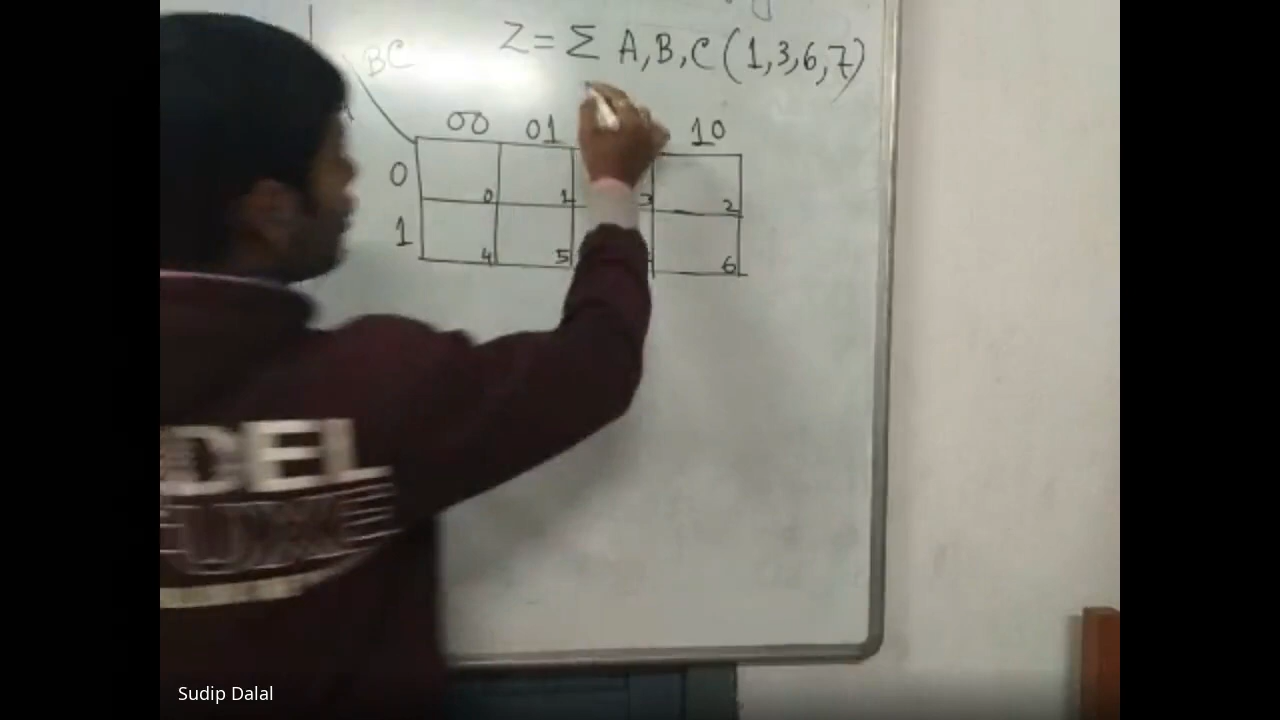 Z = Σ A, B, C (1, 3, 6, 7)
BC
00 01 10
0 0 1 3 2
1 4 5 6
DEL
Sudip Dalal